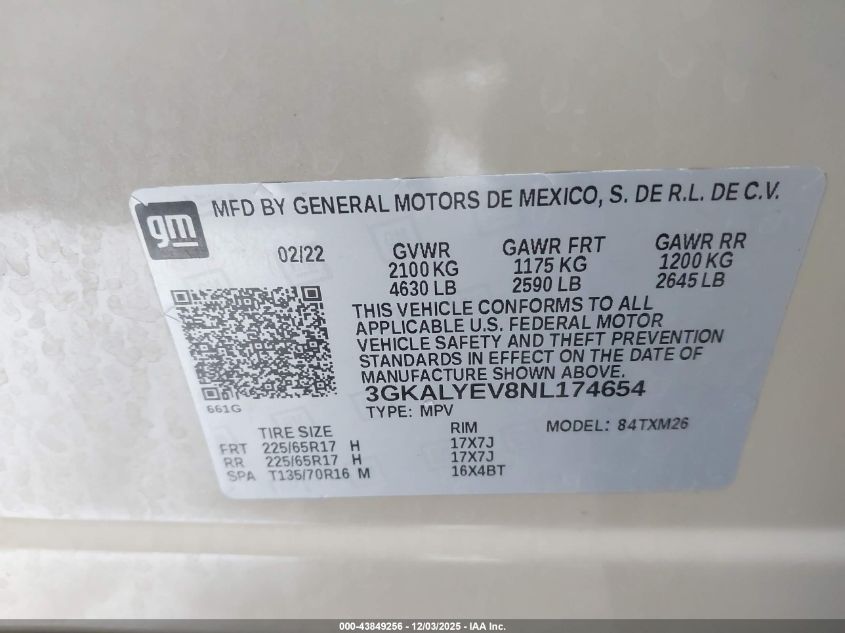 gm
MFD BY GENERAL MOTORS DE MEXICO, S. DE R.L. DE C.V.
02/22
GVWR
2100 KG
4630 LB
GAWR FRT
1175 KG
2590 LB
GAWR RR
1200 KG
2645 LB
THIS VEHICLE CONFORMS TO ALL
APPLICABLE U.S. FEDERAL MOTOR
VEHICLE SAFETY AND THEFT PREVENTION
STANDARDS IN EFFECT ON THE DATE OF
MANUFACTURE SHOWN ABOVE.
661G
3GKALYEV8NL174654
TYPE: MPV
MODEL: 84TXM26
TIRE SIZE RIM
FRT 225/65R17 H 17X7J
RR 225/65R17 H 17X7J
SPA T135/70R16 M 16X4BT
000-43849256 - 12/03/2025 - IAA Inc.